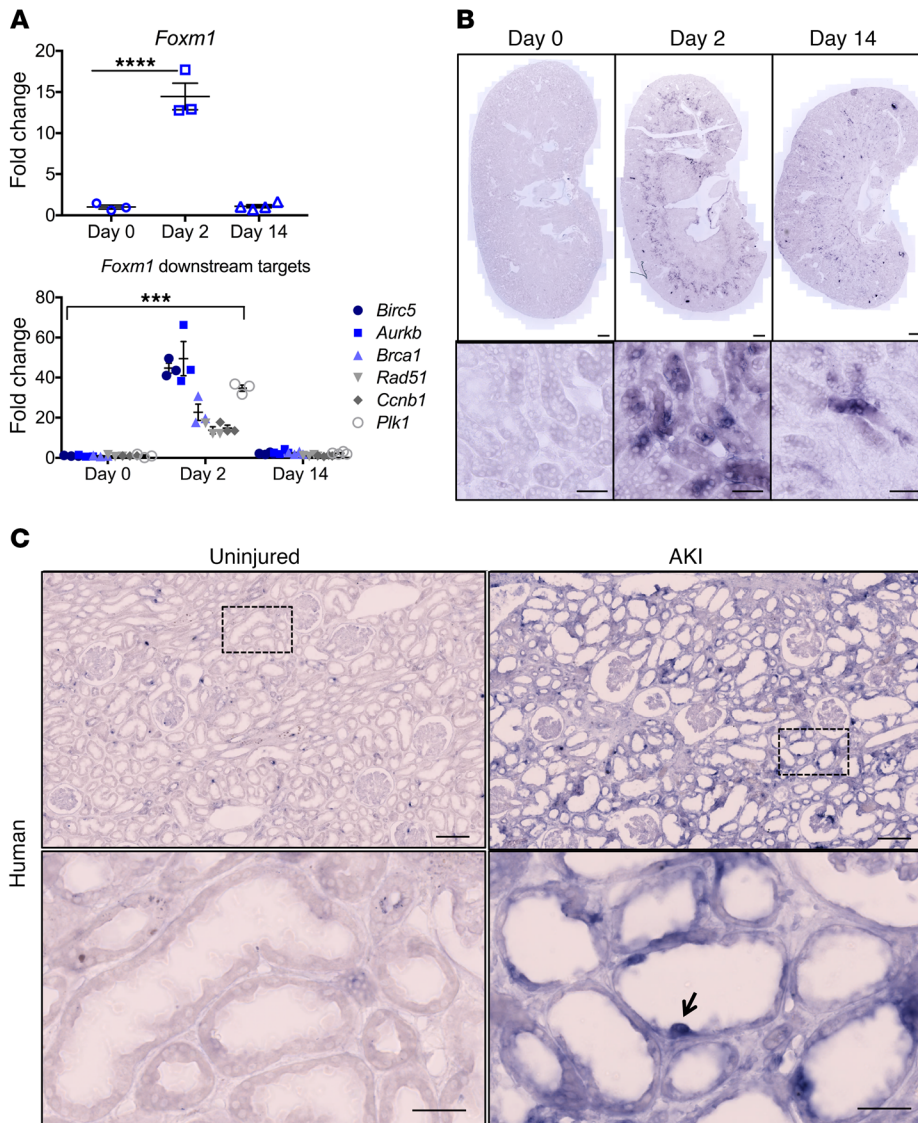 A
Foxm1
****
Fold change
20
15
10
5
0
Day 0
Day 2
Day 14
Foxm1 downstream targets
***
Fold change
80
60
40
20
0
Day 0
Day 2
Day 14
Birc5
Aurkb
Brca1
Rad51
Ccnb1
Plk1
B
Day 0
Day 2
Day 14
C
Uninjured
AKI
Human